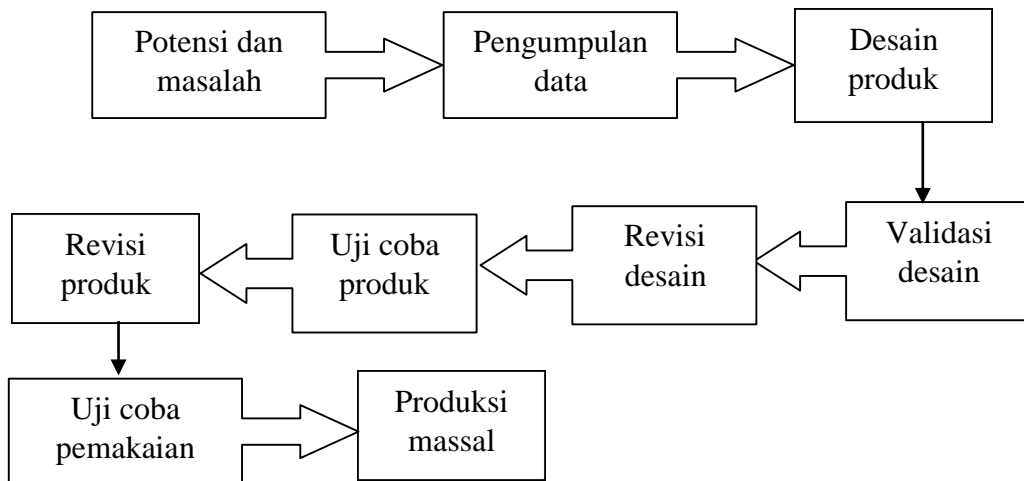 Potensi dan
masalah
Pengumpulan
data
Desain
produk
Validasi
desain
Revisi
desain
Uji coba
produk
Revisi
produk
Uji coba
pemakaian
Produksi
massal